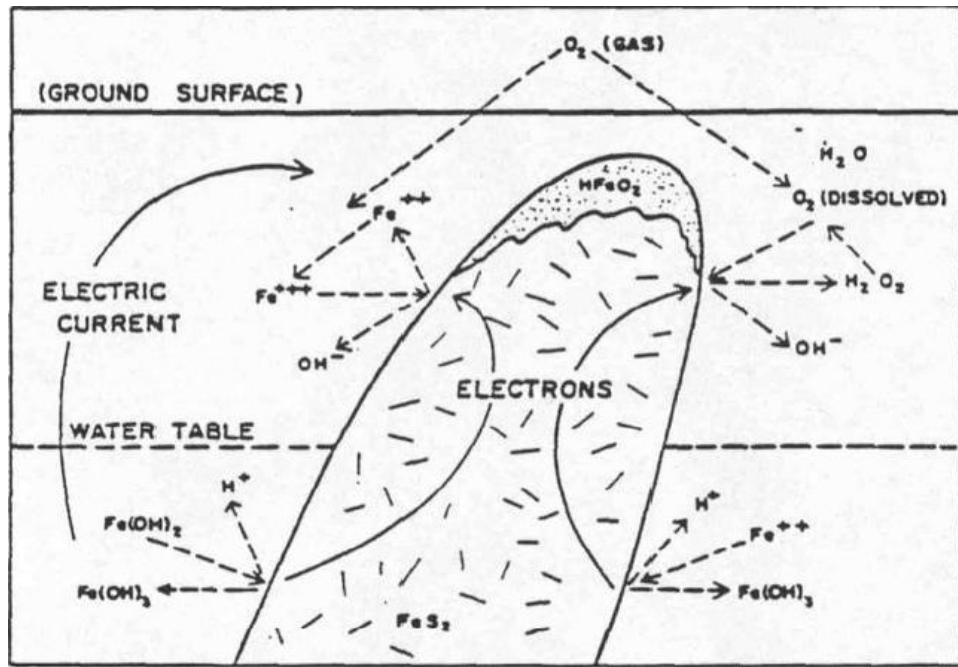 O₂ (GAS)
(GROUND SURFACE)
H₂O
HFeO₂
O₂ (DISSOLVED)
Fe⁺⁺
ELECTRIC
CURRENT
Fe⁺⁺⁺
H₂O₂
OH⁻
OH⁻
ELECTRONS
WATER TABLE
H⁺
H⁺
Fe(OH)₂
Fe⁺⁺
Fe(OH)₃
Fe(OH)₃
FeS₂